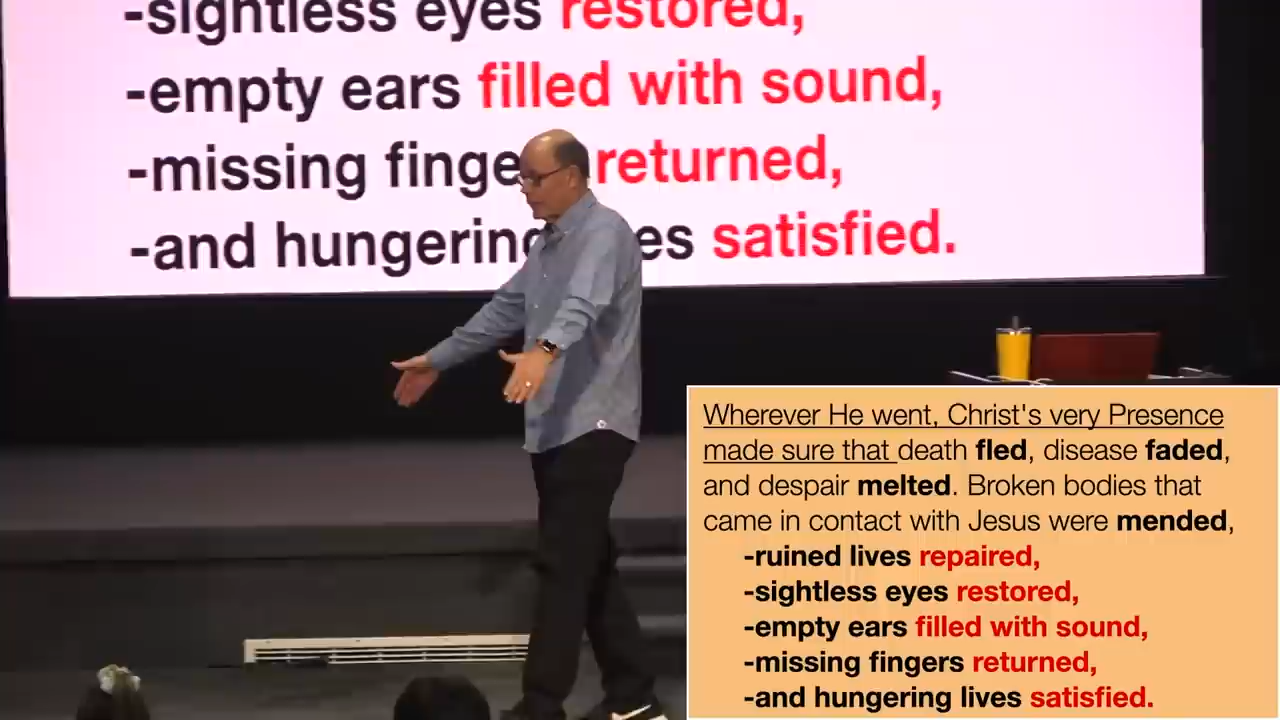 -sightless eyes restored,
-empty ears filled with sound,
-missing returned,
-and satisfied.
Wherever He went, Christ's very Presence
made sure that death fled, disease faded,
and despair melted. Broken bodies that
came in contact with Jesus were mended,
-ruined lives repaired,
-sightless eyes restored,
-empty ears filled with sound,
-missing fingers returned,
-and hungering lives satisfied.